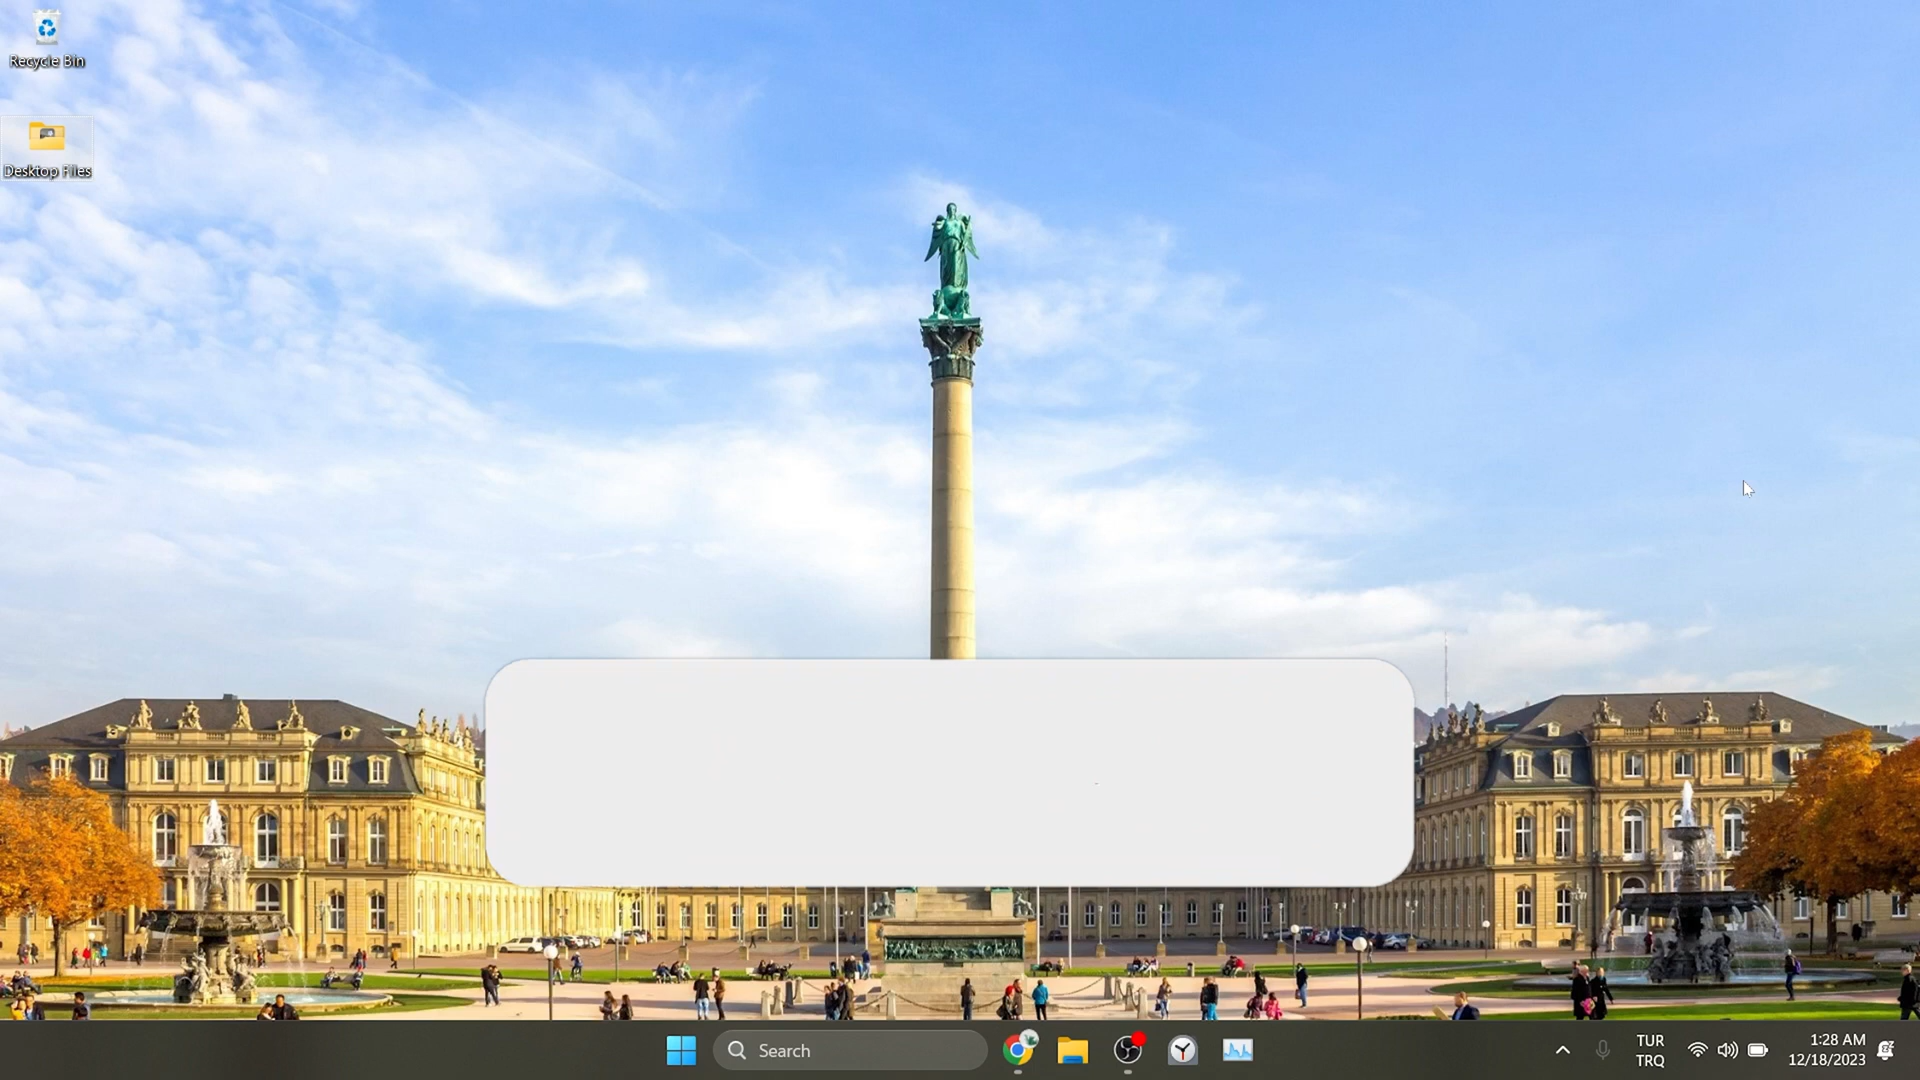 Recycle Bin
Desktop Files
Search
TUR
TRQ
1:28 AM
12/18/2023